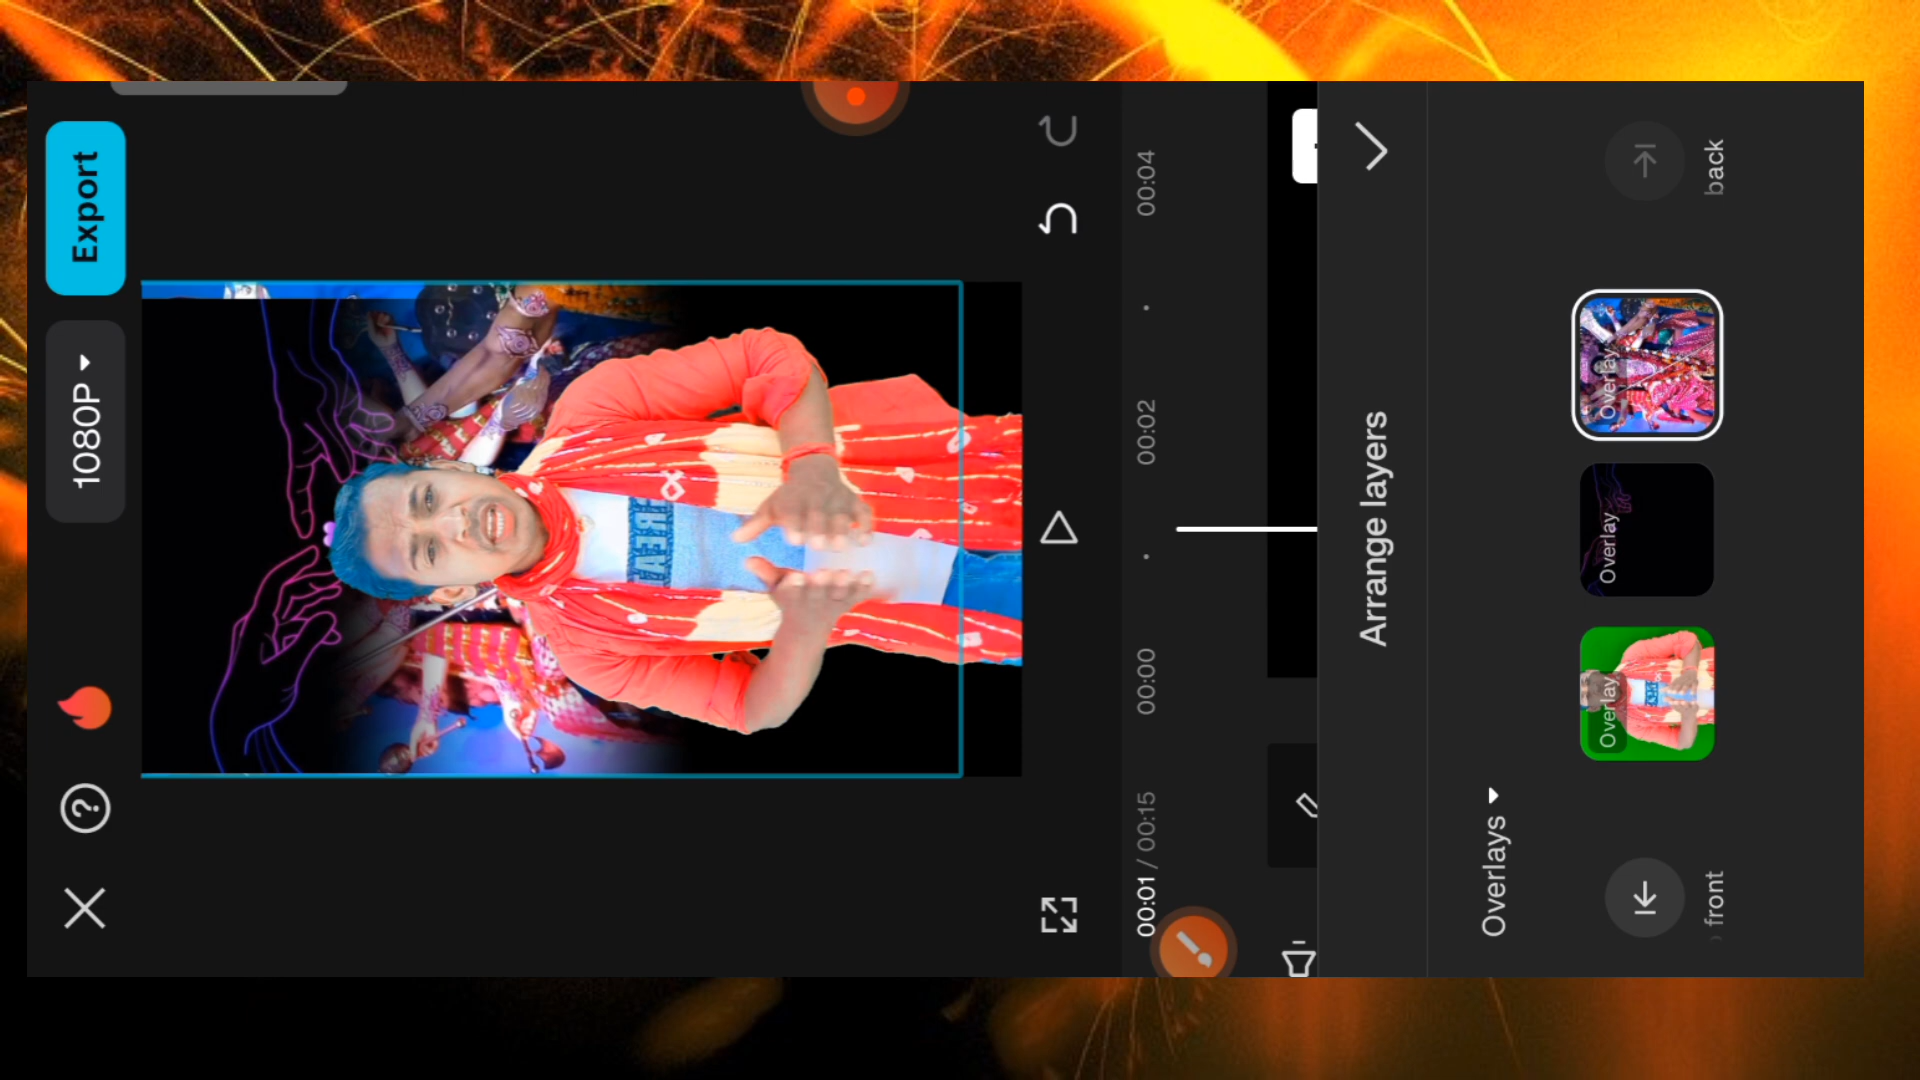 1080P
Export
00:01 / 00:15
00:00
00:02
00:04
Arrange layers
Overlays
front
Overlay
Overlay
Overlay
back